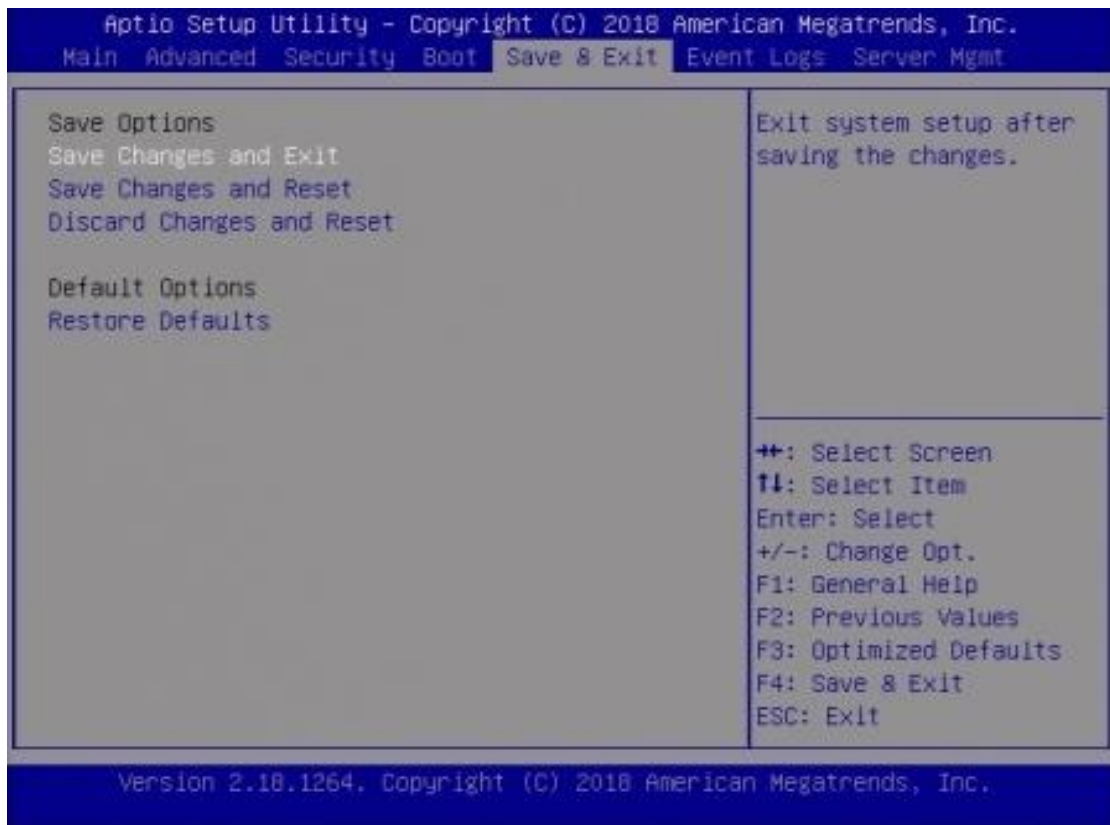 Aptio Setup Utility – Copyright (C) 2018 American Megatrends, Inc.
Main Advanced Security Boot Save & Exit Event Logs Server Mgmt
Save Options
Save Changes and Exit
Save Changes and Reset
Discard Changes and Reset
Default Options
Restore Defaults
Exit system setup after
saving the changes.
→←: Select Screen
↑↓: Select Item
Enter: Select
+/-: Change Opt.
F1: General Help
F2: Previous Values
F3: Optimized Defaults
F4: Save & Exit
ESC: Exit
Version 2.18.1264. Copyright (C) 2018 American Megatrends, Inc.